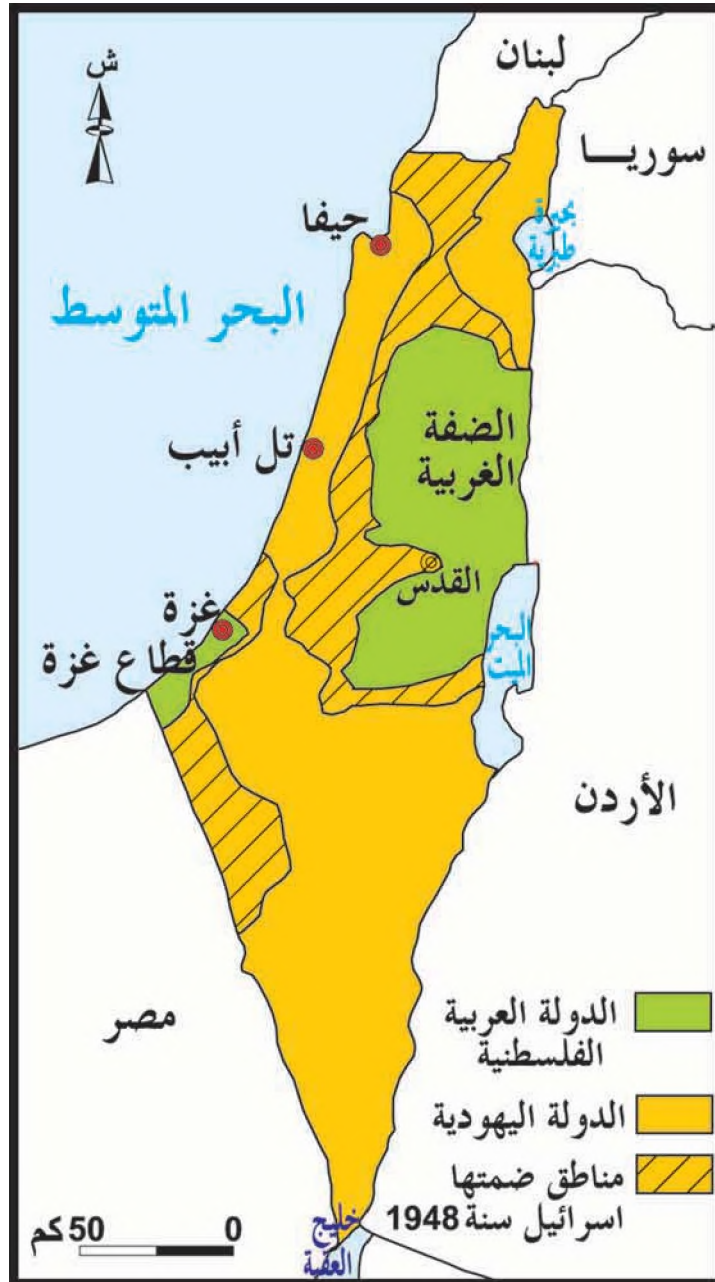 ش
لبنان
سوريـــا
بحيرة
طبرية
حيفا
البحر المتوسط
الضفة
الغربية
تل أبيب
القدس
غزة
قطاع غزة
البحر
الميت
الأردن
مصر
الدولة العربية
الفلسطنية
الدولة اليهودية
مناطق ضمتها
اسرائيل سنة 1948
خليج
العقبة
0 50 كم